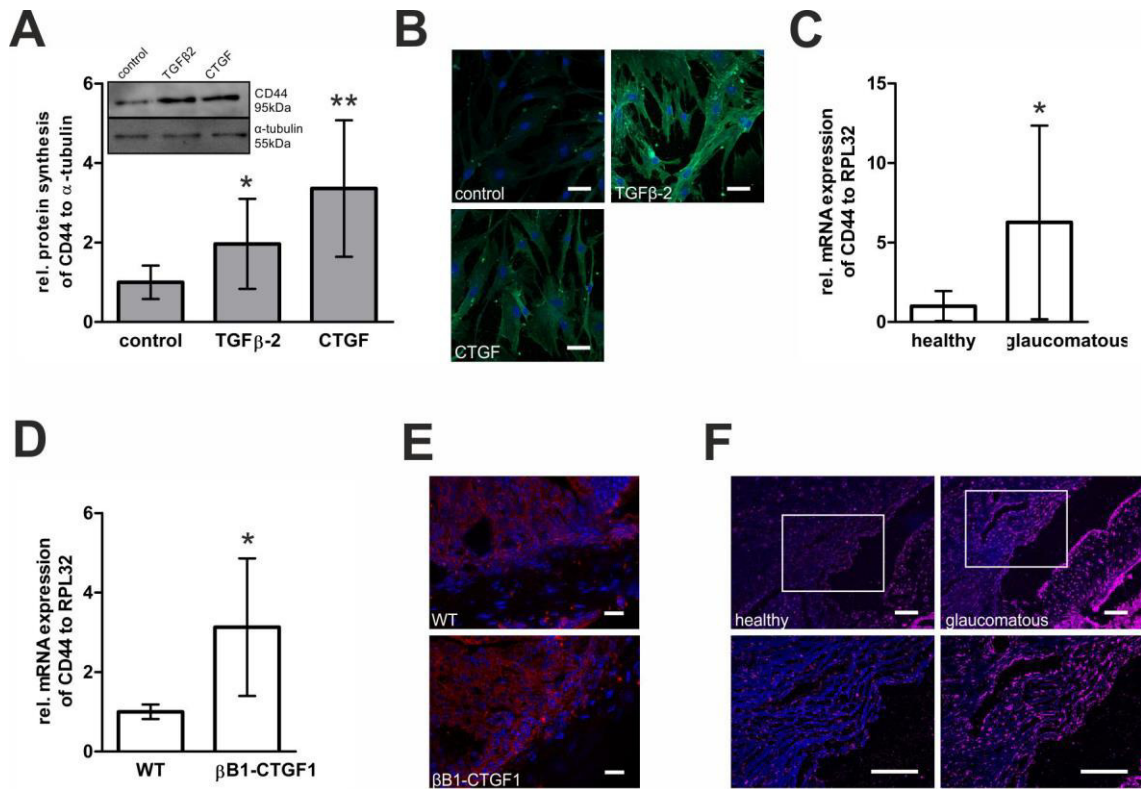 A
control
TGFβ2
CTGF
CD44
95kDa
α-tubulin
55kDa
rel. protein synthesis
of CD44 to α-tubulin
6
4
2
0
*
**
control
TGFβ-2
CTGF
B
control
TGFβ-2
CTGF
C
rel. mRNA expression
of CD44 to RPL32
15
10
5
0
*
healthy
glaucomatous
D
rel. mRNA expression
of CD44 to RPL32
6
4
2
0
*
WT
βB1-CTGF1
E
WT
βB1-CTGF1
F
healthy
glaucomatous